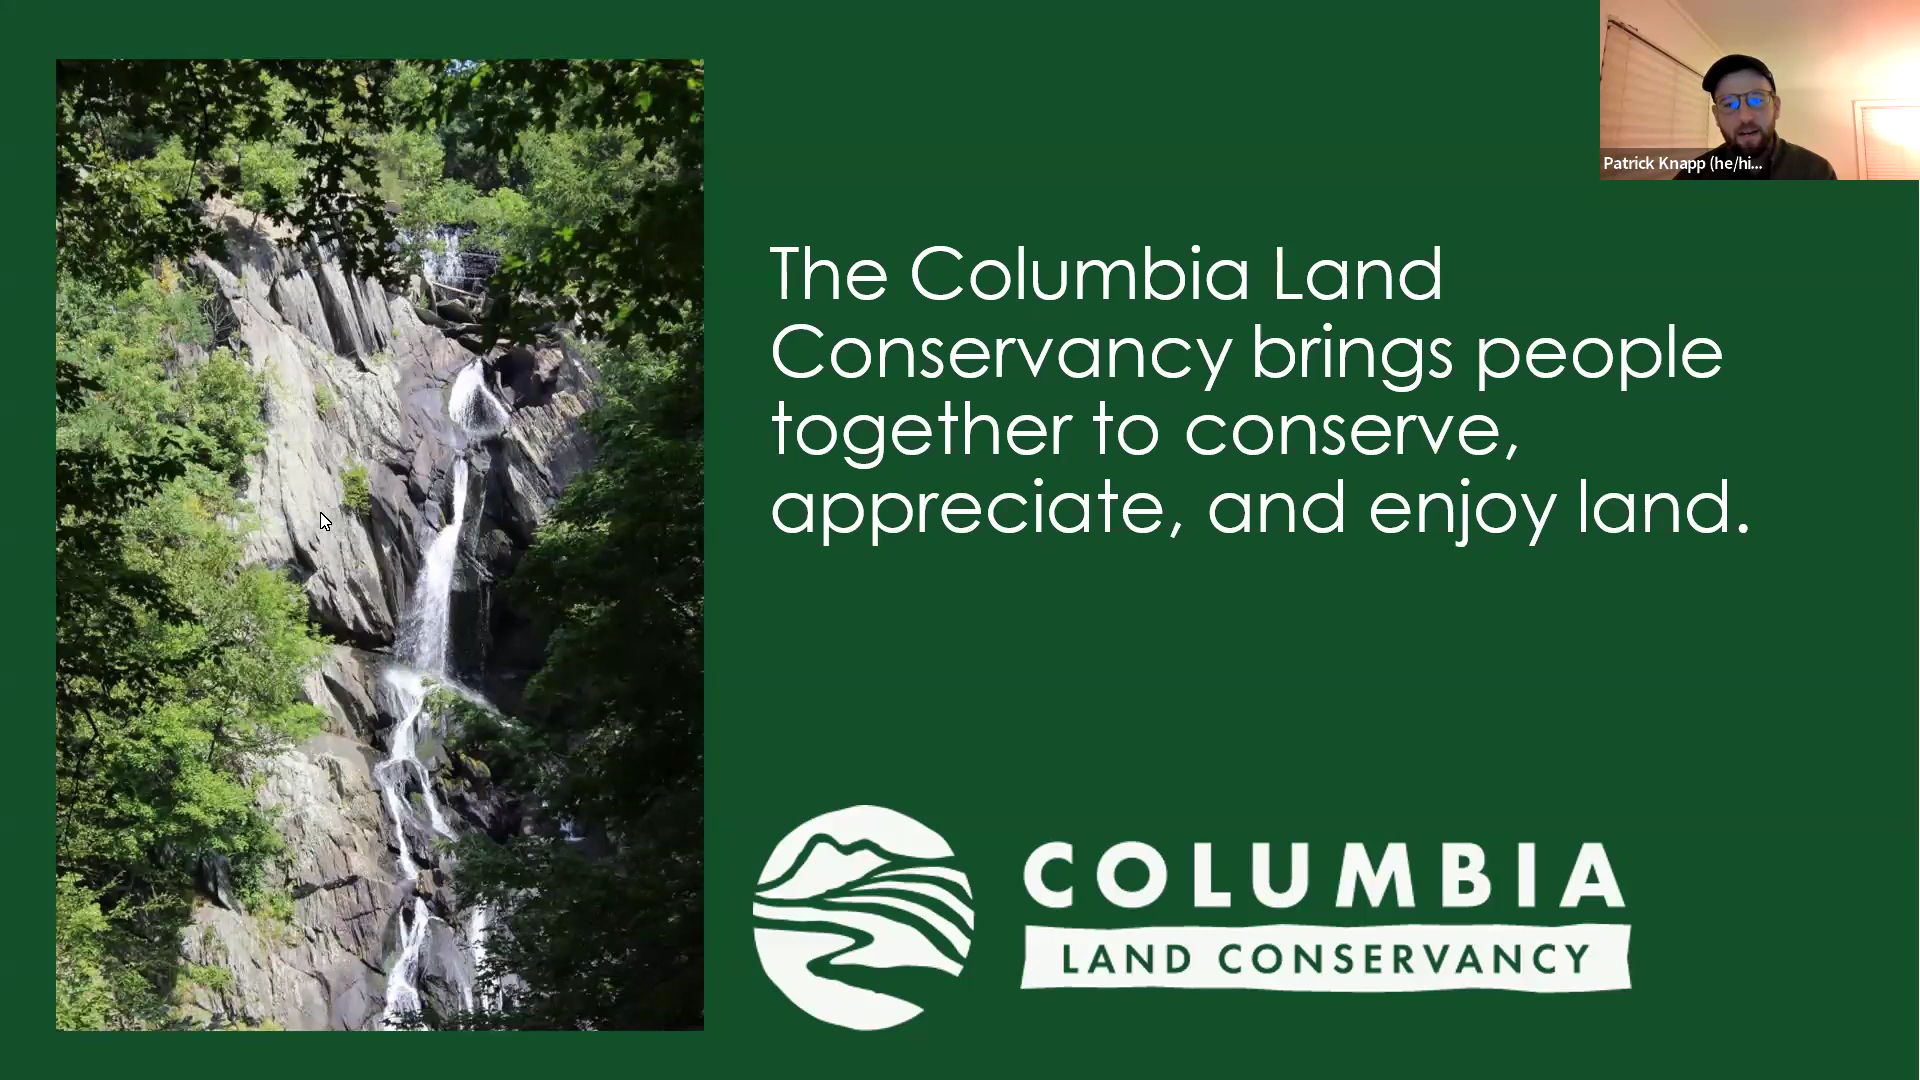 Patrick Knapp (he/hi...
The Columbia Land
Conservancy brings people
together to conserve,
appreciate, and enjoy land.
COLUMBIA
LAND CONSERVANCY